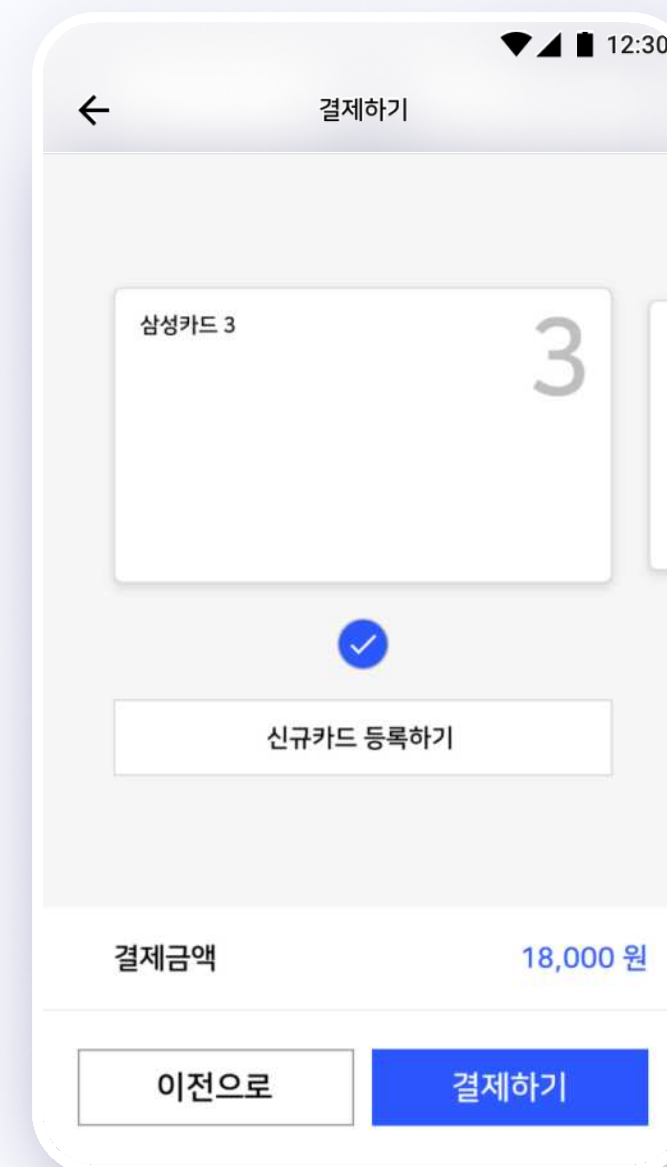 12:30
결제하기
삼성카드 3
3
신규카드 등록하기
결제금액 18,000 원
이전으로 결제하기